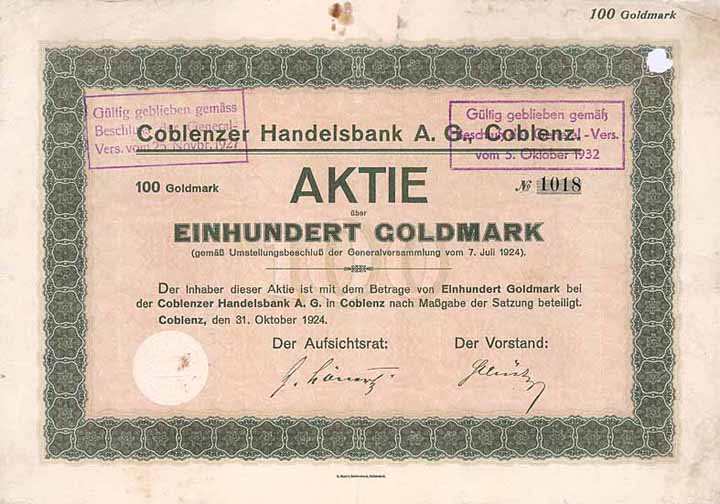 100 Goldmark
Gültig geblieben gemäss
Beschluß der General-
Vers. vom 25. Novbr. 1927
Gültig geblieben gemäß
Beschluß der General-Vers.
vom 5. Oktober 1932
Coblenzer Handelsbank A. G., Coblenz.
100 Goldmark
AKTIE
№ 1018
über
EINHUNDERT GOLDMARK
(gemäß Umstellungsbeschluß der Generalversammlung vom 7. Juli 1924).
Der Inhaber dieser Aktie ist mit dem Betrage von Einhundert Goldmark bei
der Coblenzer Handelsbank A. G. in Coblenz nach Maßgabe der Satzung beteiligt.
Coblenz, den 31. Oktober 1924.
Der Aufsichtsrat:
Der Vorstand: